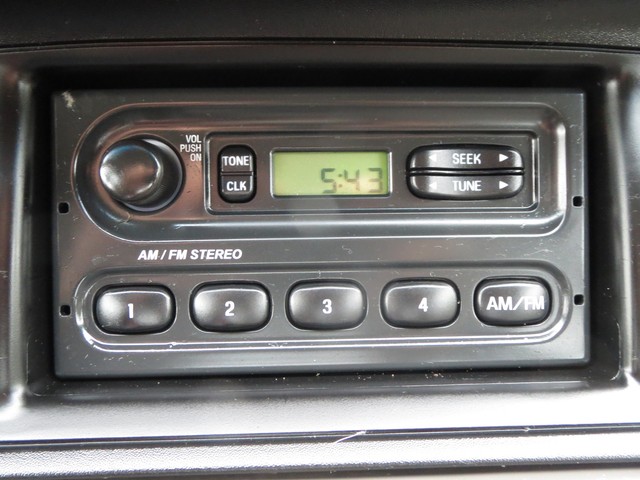 VOL
PUSH
ON
TONE
CLK
5:43
SEEK
TUNE
AM / FM STEREO
1
2
3
4
AM/FM